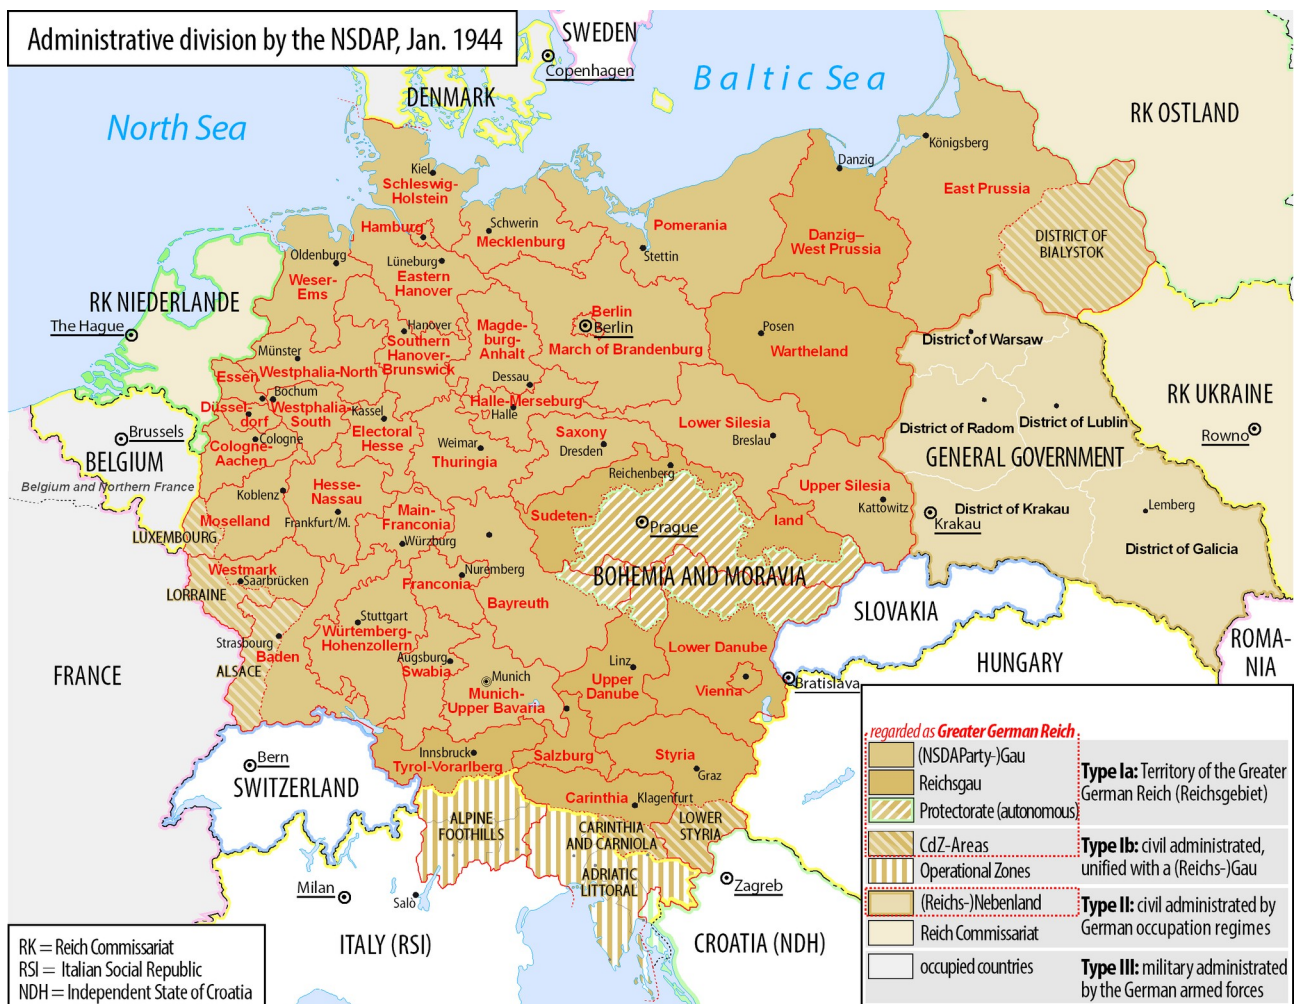 Administrative division by the NSDAP, Jan. 1944
SWEDEN
Copenhagen
DENMARK
Baltic Sea
North Sea
RK OSTLAND
Königsberg
Danzig
Kiel
Schleswig-
Holstein
East Prussia
Hamburg
Schwerin
Mecklenburg
Pomerania
Danzig–
West Prussia
DISTRICT OF
BIALYSTOK
Stettin
Oldenburg
Lüneburg
Weser-
Ems
Eastern
Hanover
RK NIEDERLANDE
The Hague
Hanover
Southern
Hanover-
Brunswick
Magde-
burg-
Anhalt
Berlin
Berlin
March of Brandenburg
Posen
Wartheland
District of Warsaw
Münster
Essen
Westphalia-North
Dessau
RK UKRAINE
Rowno
Bochum
Düssel-
dorf
Westphalia-
South
Kassel
Electoral
Hesse
Halle-Merseburg
Halle
Lower Silesia
Breslau
District of Radom
District of Lublin
GENERAL GOVERNMENT
Brussels
BELGIUM
Belgium and Northern France
Cologne
Cologne-
Aachen
Weimar
Thuringia
Saxony
Dresden
Reichenberg
Koblenz
Hesse-
Nassau
Frankfurt/M.
Main-
Franconia
Würzburg
Sudeten-
land
Prague
Upper Silesia
Kattowitz
Krakau
District of Krakau
Lemberg
District of Galicia
Moselland
LUXEMBOURG
Westmark
Saarbrücken
LORRAINE
Franconia
Nuremberg
Bayreuth
BOHEMIA AND MORAVIA
SLOVAKIA
ROMA-
NIA
HUNGARY
Stuttgart
Würtemberg-
Hohenzollern
Strasbourg
Baden
ALSACE
FRANCE
Augsburg
Swabia
Munich
Munich-
Upper Bavaria
Linz
Upper
Danube
Lower Danube
Vienna
Bratislava
Bern
SWITZERLAND
Innsbruck
Tyrol-Vorarlberg
Salzburg
Styria
Graz
Carinthia
Klagenfurt
ALPINE
FOOTHILLS
CARINTHIA
AND CARNIOLA
LOWER
STYRIA
ADRIATIC
LITTORAL
Milan
Salò
Zagreb
ITALY (RSI)
CROATIA (NDH)
RK = Reich Commissariat
RSI = Italian Social Republic
NDH = Independent State of Croatia
regarded as Greater German Reich
(NSDAParty-)Gau
Reichsgau
Protectorate (autonomous)
Type Ia: Territory of the Greater
German Reich (Reichsgebiet)
CdZ-Areas
Operational Zones
Type Ib: civil administrated,
unified with a (Reichs-)Gau
(Reichs-)Nebenland
Reich Commissariat
Type II: civil administrated by
German occupation regimes
occupied countries
Type III: military administrated
by the German armed forces